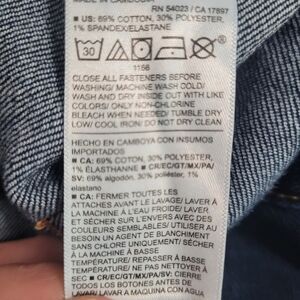 MADE IN CAMBODIA
RN 54023 / CA 17897
■ US: 69% COTTON, 30% POLYESTER,
1% SPANDEX/ELASTANE
30
1156
CLOSE ALL FASTENERS BEFORE
WASHING/ MACHINE WASH COLD/
WASH AND DRY INSIDE OUT WITH LIKE
COLORS/ ONLY NON-CHLORINE
BLEACH WHEN NEEDED/ TUMBLE DRY
LOW/ COOL IRON/ DO NOT DRY CLEAN
HECHO EN CAMBOYA CON INSUMOS
IMPORTADOS
■ CA: 69% COTON, 30% POLYESTER,
1% ÉLASTHANNE ■ CR/EC/GT/MX/PA/
SV: 69% algodón, 30% poliéster, 1%
elastano
■ CA: FERMER TOUTES LES
ATTACHES AVANT LE LAVAGE/ LAVER À
LA MACHINE À L'EAU FROIDE/ LAVER
ET SÉCHER SUR L'ENVERS AVEC DES
COULEURS SEMBLABLES/ UTILISER AU
BESOIN UN AGENT DE BLANCHIMENT
SANS CHLORE UNIQUEMENT/ SÉCHER
À BASSE
TEMPÉRATURE/ REPASSER À BASSE
TEMPÉRATURE/ NE PAS NETTOYER À
SEC ■ CR/EC/GT/MX/PA/SV: CIERRE
TODOS LOS BOTONES ANTES DE
LAVAR/ LAVAR A MAQUINA CON AGUA